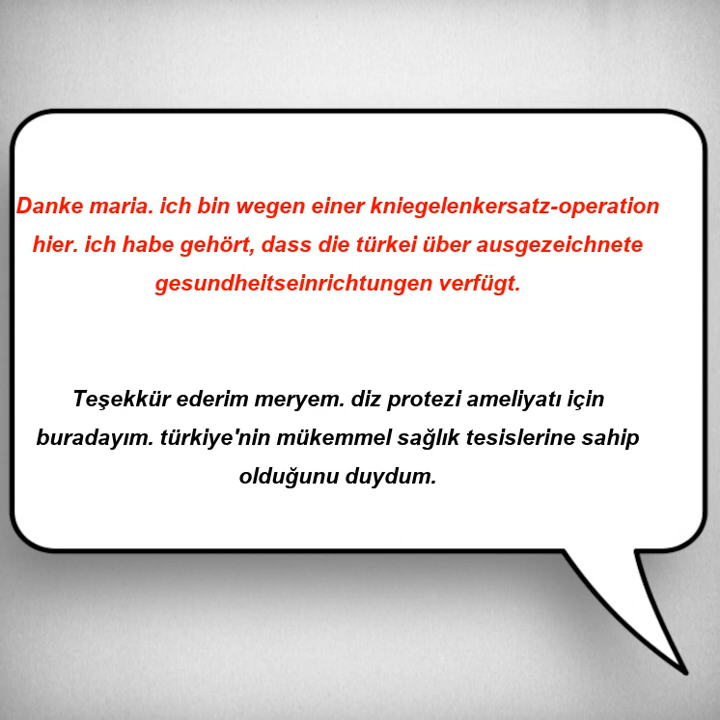 Danke maria. ich bin wegen einer kniegelenkersatz-operation
hier. ich habe gehört, dass die türkei über ausgezeichnete
gesundheitseinrichtungen verfügt.
Teşekkür ederim meryem. diz protezi ameliyatı için
buradayım. türkiye'nin mükemmel sağlık tesislerine sahip
olduğunu duydum.